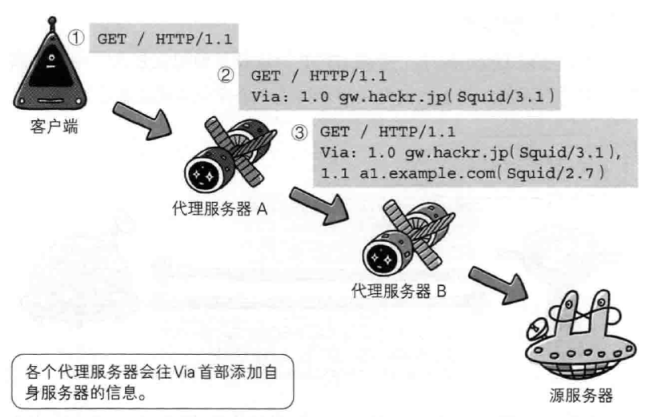 ① GET / HTTP/1.1
② GET / HTTP/1.1
Via: 1.0 gw.hackr.jp(Squid/3.1)
客户端
③ GET / HTTP/1.1
Via: 1.0 gw.hackr.jp(Squid/3.1),
1.1 a1.example.com(Squid/2.7)
代理服务器 A
代理服务器 B
各个代理服务器会往Via首部添加自
身服务器的信息。
源服务器